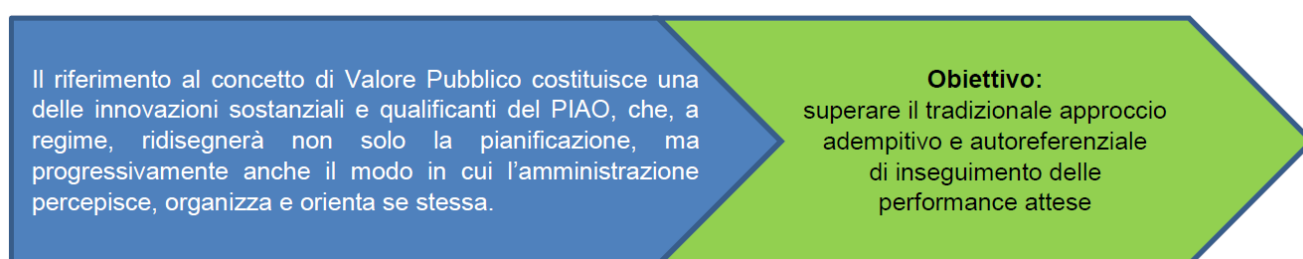 Il riferimento al concetto di Valore Pubblico costituisce una
delle innovazioni sostanziali e qualificanti del PIAO, che, a
regime, ridisegnerà non solo la pianificazione, ma
progressivamente anche il modo in cui l’amministrazione
percepisce, organizza e orienta se stessa.
Obiettivo:
superare il tradizionale approccio
adempitivo e autoreferenziale
di inseguimento delle
performance attese